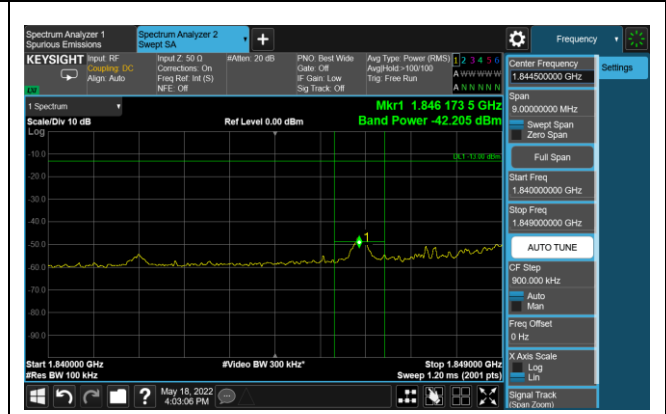 Spectrum Analyzer 1
Spurious Emissions
Spectrum Analyzer 2
Swept SA
Frequency
KEYSIGHT
Input: RF
Coupling: DC
Align: Auto
Input Z: 50 Ω
Corrections: On
Freq Ref: Int (S)
NFE: Off
#Atten: 20 dB
PNO: Best Wide
Gate: Off
IF Gain: Low
Sig Track: Off
Avg Type: Power (RMS)
Avg|Hold:>100/100
Trig: Free Run
1 2 3 4 5 6
A W W W W W
A N N N N N
1 Spectrum
Scale/Div 10 dB
Log
Ref Level 0.00 dBm
Mkr1 1.846 173 5 GHz
Band Power -42.205 dBm
DL1 -13.00 dBm
-10.0
-20.0
-30.0
-40.0
-50.0
-60.0
-70.0
-80.0
-90.0
1
Start 1.840000 GHz
#Res BW 100 kHz
#Video BW 300 kHz*
Stop 1.849000 GHz
Sweep 1.20 ms (2001 pts)
May 18, 2022
4:03:06 PM
Center Frequency
1.844500000 GHz
Settings
Span
9.00000000 MHz
Swept Span
Zero Span
Full Span
Start Freq
1.840000000 GHz
Stop Freq
1.849000000 GHz
AUTO TUNE
CF Step
900.000 kHz
Auto
Man
Freq Offset
0 Hz
X Axis Scale
Log
Lin
Signal Track
(Span Zoom)